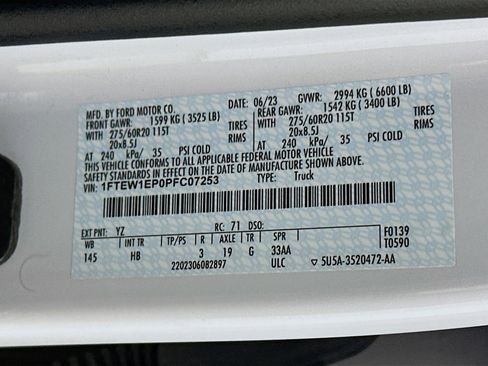 MFD. BY FORD MOTOR CO.
DATE: 06/23 GVWR: 2994 KG ( 6600 LB)
FRONT GAWR: 1599 KG ( 3525 LB) REAR GAWR: 1542 KG ( 3400 LB)
275/60R20 115T TIRES 275/60R20 115T TIRES
20x8.5J RIMS 20x8.5J RIMS
AT 240 kPa/ 35 PSI COLD AT 240 kPa/ 35 PSI COLD
THIS VEHICLE CONFORMS TO ALL APPLICABLE FEDERAL MOTOR VEHICLE
SAFETY STANDARDS IN EFFECT ON THE DATE OF MANUFACTURE SHOWN ABOVE.
VIN: 1FTEW1EP0PFC07253 TYPE: Truck
F0139
T0590
EXT PNT: YZ RC: 71 DSO:
WB INT TR TP/PS R AXLE TR SPR
145 HB 3 19 G 33AA
2202306082897 ULC ▽ 5U5A-3520472-AA